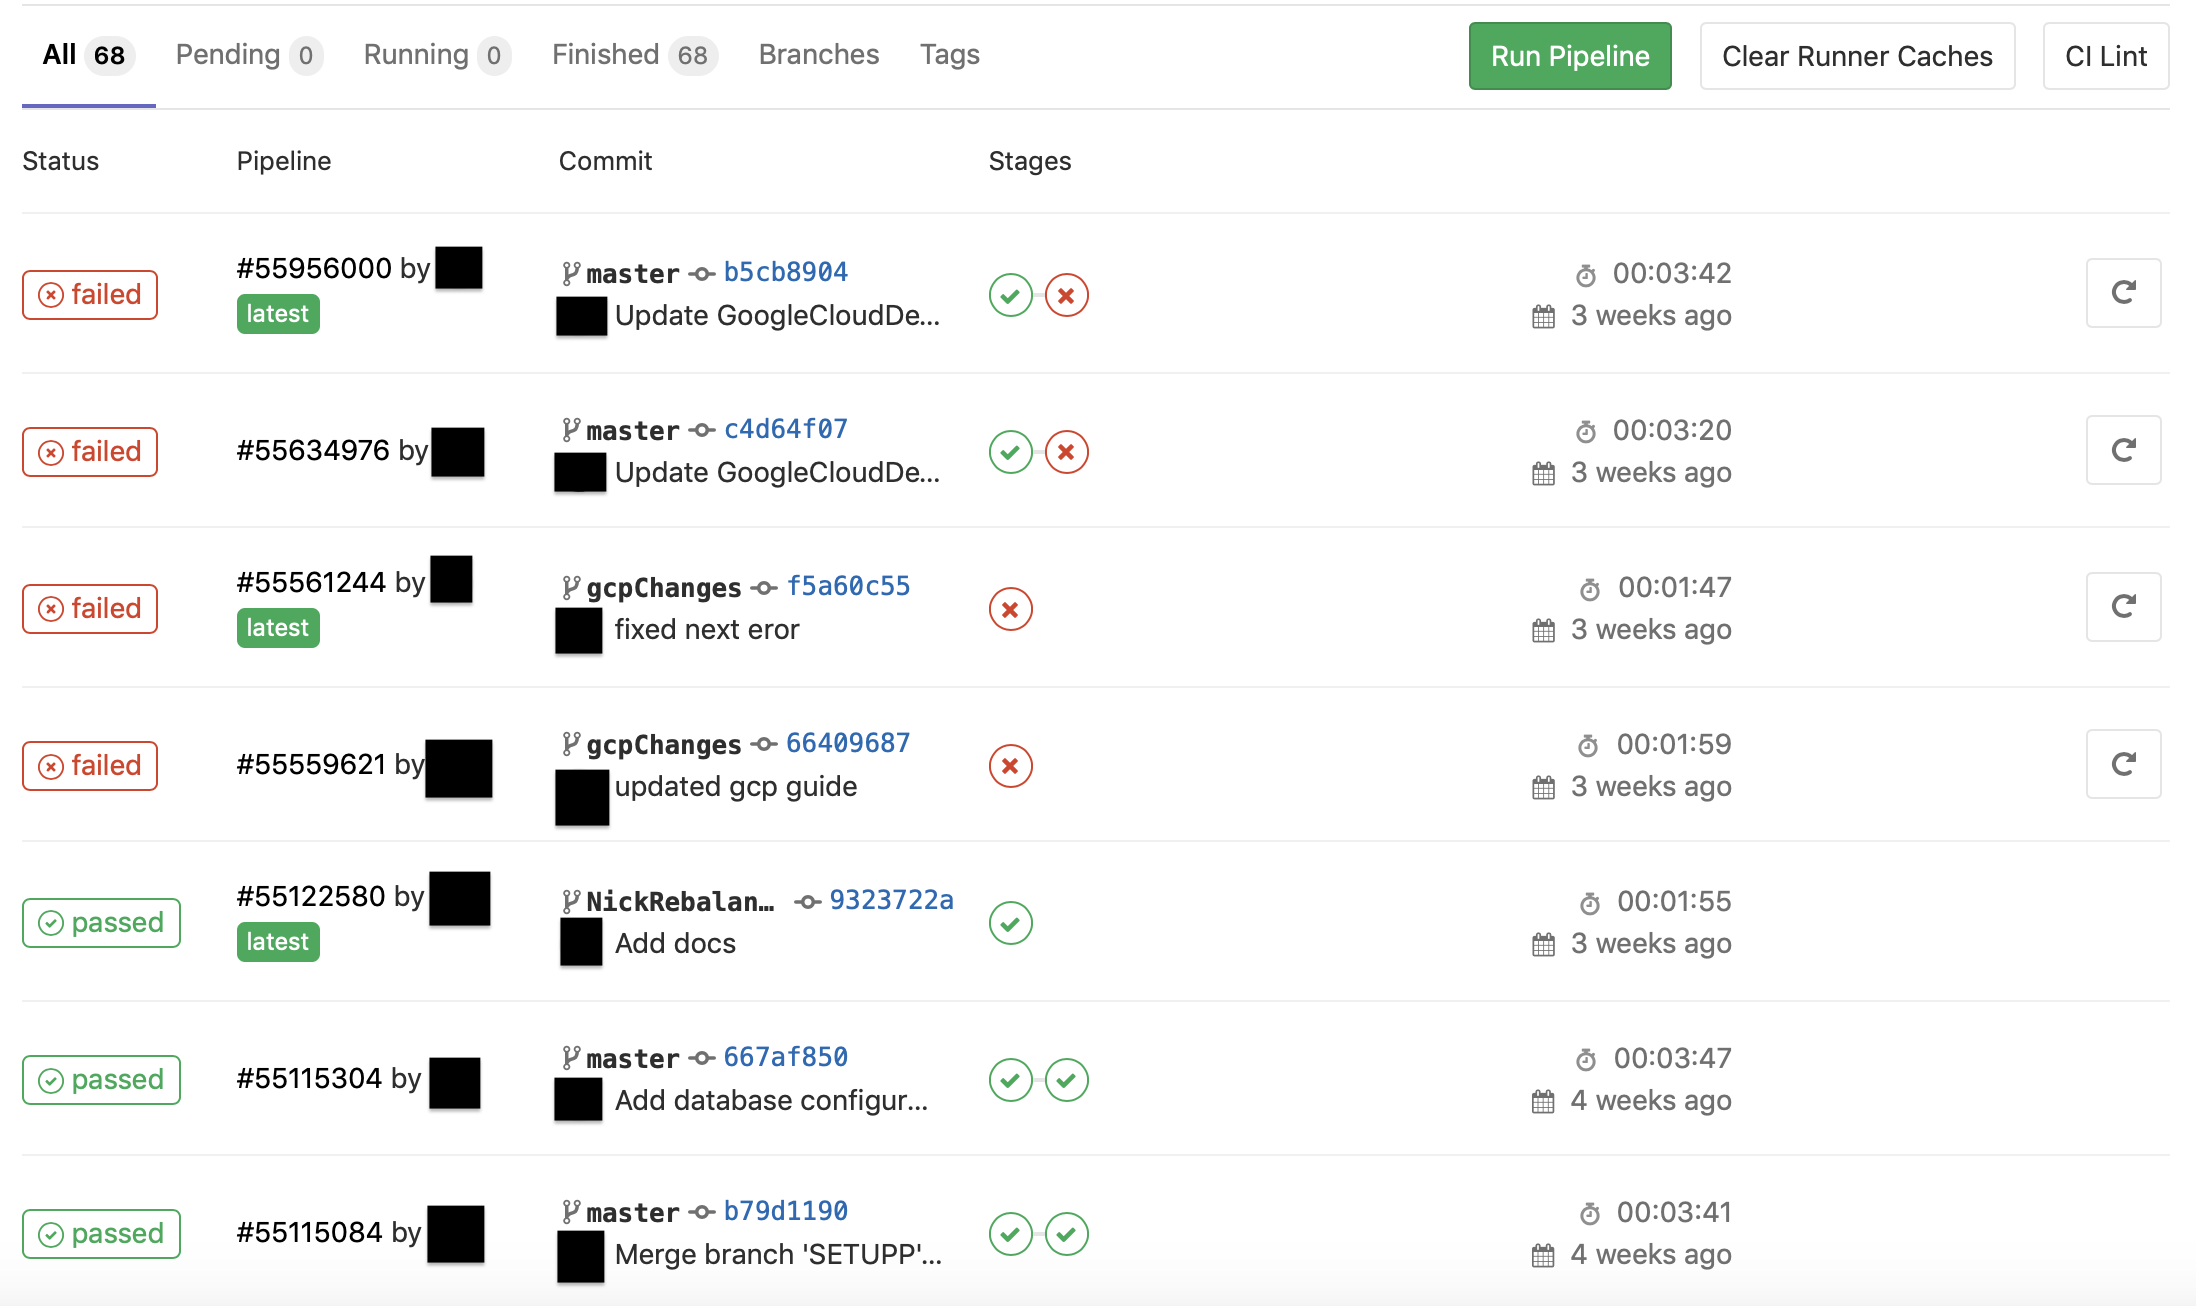 All 68 Pending 0 Running 0 Finished 68 Branches Tags Run Pipeline Clear Runner Caches CI Lint
Status Pipeline Commit Stages
failed #55956000 by master b5cb8904 00:03:42
latest Update GoogleCloudDe... 3 weeks ago
failed #55634976 by master c4d64f07 00:03:20
Update GoogleCloudDe... 3 weeks ago
failed #55561244 by gcpChanges f5a60c55 00:01:47
latest fixed next eror 3 weeks ago
failed #55559621 by gcpChanges 66409687 00:01:59
updated gcp guide 3 weeks ago
passed #55122580 by NickRebalan... 9323722a 00:01:55
latest Add docs 3 weeks ago
passed #55115304 by master 667af850 00:03:47
Add database configur... 4 weeks ago
passed #55115084 by master b79d1190 00:03:41
Merge branch 'SETUPP'... 4 weeks ago